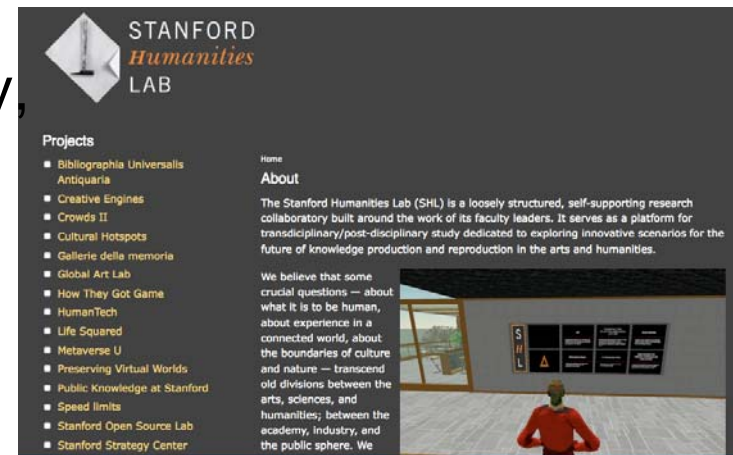 STANFORD
Humanities
LAB
y,
Projects
Bibliographia Universalis
Antiquaria
Creative Engines
Crowds II
Cultural Hotspots
Gallerie della memoria
Global Art Lab
How They Got Game
HumanTech
Life Squared
Metaverse U
Preserving Virtual Worlds
Public Knowledge at Stanford
Speed limits
Stanford Open Source Lab
Stanford Strategy Center
Home
About
The Stanford Humanities Lab (SHL) is a loosely structured, self-supporting research
collaboratory built around the work of its faculty leaders. It serves as a platform for
transdiciplinary/post-disciplinary study dedicated to exploring innovative scenarios for the
future of knowledge production and reproduction in the arts and humanities.
We believe that some
crucial questions — about
what it is to be human,
about experience in a
connected world, about
the boundaries of culture
and nature — transcend
old divisions between the
arts, sciences, and
humanities; between the
academy, industry, and
the public sphere. We
S
H
L